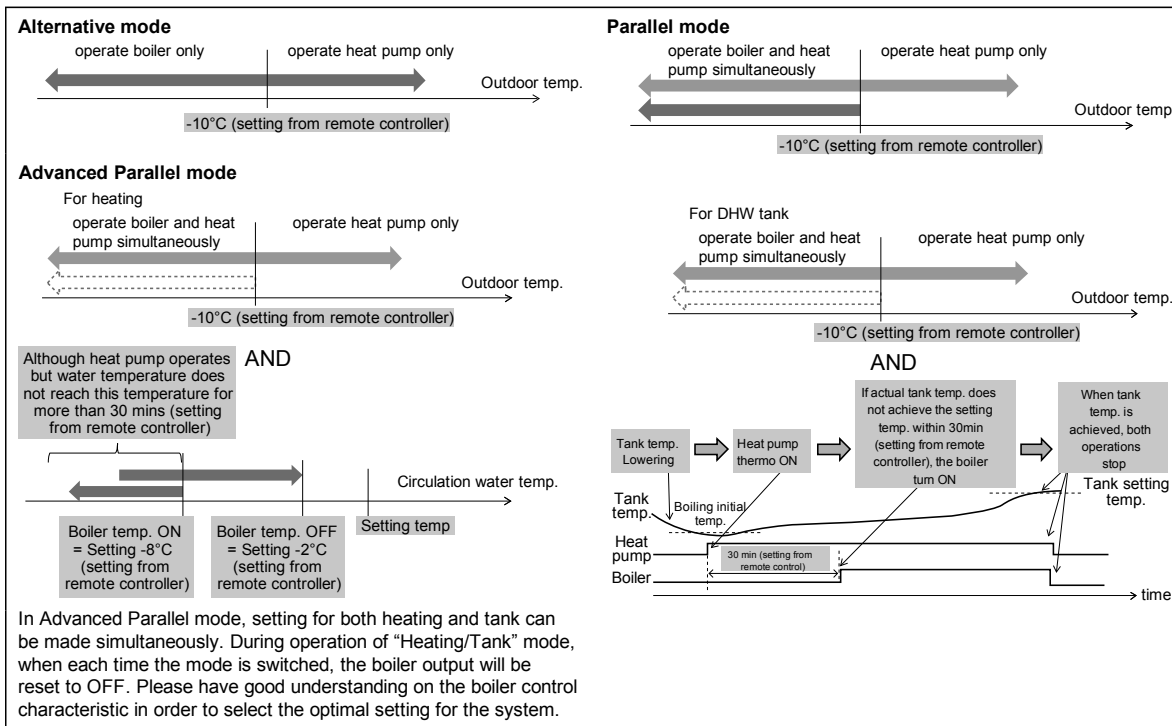 Alternative mode
operate boiler only
operate heat pump only
Outdoor temp.
-10°C (setting from remote controller)
Parallel mode
operate boiler and heat
pump simultaneously
operate heat pump only
Outdoor temp.
-10°C (setting from remote controller)
Advanced Parallel mode
For heating
operate boiler and heat
pump simultaneously
operate heat pump only
Outdoor temp.
-10°C (setting from remote controller)
AND
Although heat pump operates
but water temperature does
not reach this temperature for
more than 30 mins (setting
from remote controller)
Circulation water temp.
Boiler temp. ON
= Setting -8°C
(setting from
remote controller)
Boiler temp. OFF
= Setting -2°C
(setting from
remote controller)
Setting temp
For DHW tank
operate boiler and heat
pump simultaneously
operate heat pump only
Outdoor temp.
-10°C (setting from remote controller)
AND
Tank temp.
Lowering
Heat pump
thermo ON
If actual tank temp. does
not achieve the setting
temp. within 30min
(setting from remote
controller), the boiler
turn ON
When tank
temp. is
achieved, both
operations
stop
Tank
temp.
Boiling initial
temp.
Tank setting
temp.
Heat
pump
30 min (setting from
remote control)
Boiler
time
In Advanced Parallel mode, setting for both heating and tank can
be made simultaneously. During operation of “Heating/Tank” mode,
when each time the mode is switched, the boiler output will be
reset to OFF. Please have good understanding on the boiler control
characteristic in order to select the optimal setting for the system.